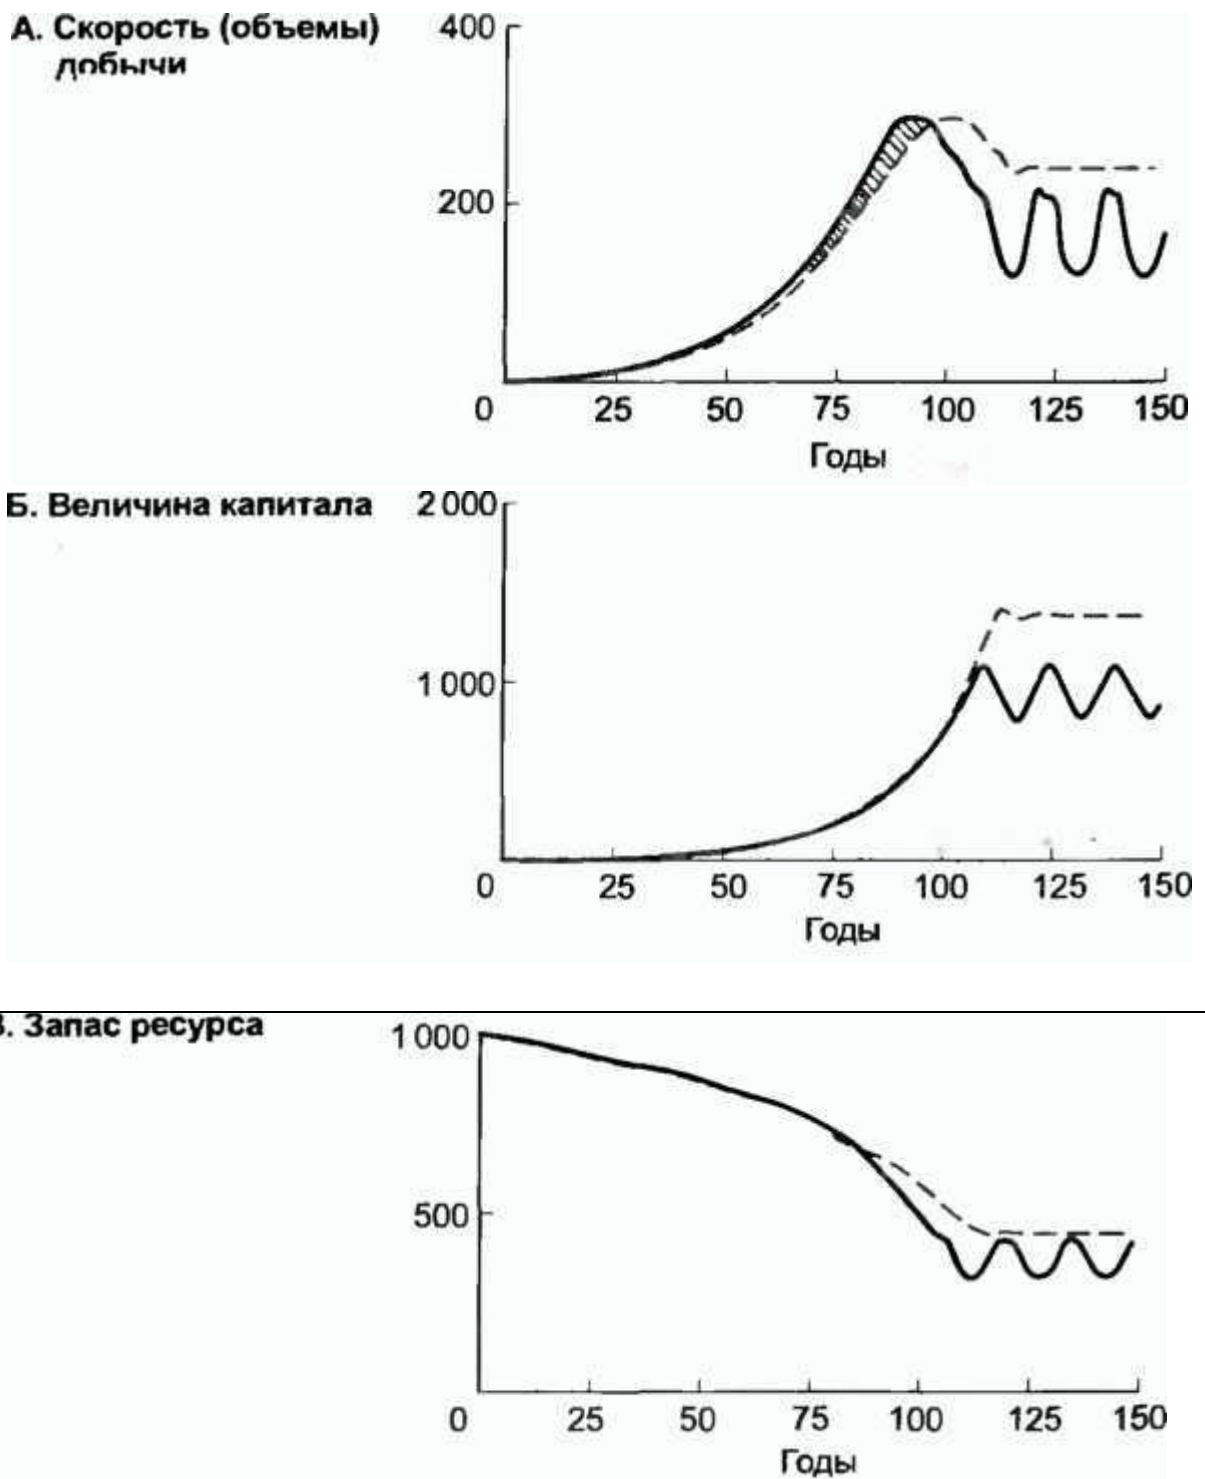 А. Скорость (объемы)
добычи
400
200
0 25 50 75 100 125 150
Годы
Б. Величина капитала
2 000
1 000
0 25 50 75 100 125 150
Годы
В. Запас ресурса
1 000
500
0 25 50 75 100 125 150
Годы